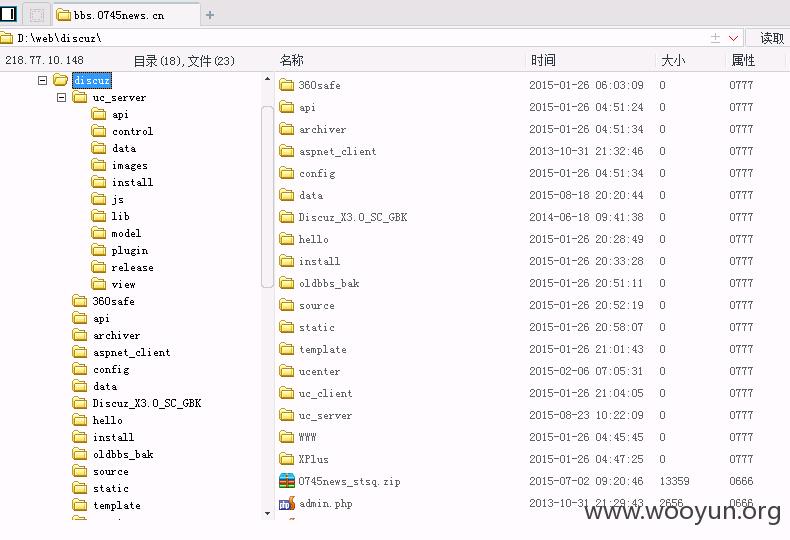 bbs.0745news.cn
D:\web\discuz\ 读取
218.77.10.148 目录(18),文件(23) 名称 时间 大小 属性
discuz
uc_server
api
control
data
images
install
js
lib
model
plugin
release
view
360safe
api
archiver
aspnet_client
config
data
Discuz_X3.0_SC_GBK
hello
install
oldbbs_bak
source
static
template
360safe 2015-01-26 06:03:09 0 0777
api 2015-01-26 04:51:24 0 0777
archiver 2015-01-26 04:51:34 0 0777
aspnet_client 2013-10-31 21:32:46 0 0777
config 2015-01-26 04:51:34 0 0777
data 2015-08-18 20:20:44 0 0777
Discuz_X3.0_SC_GBK 2014-06-18 09:41:38 0 0777
hello 2015-01-26 20:28:49 0 0777
install 2015-01-26 20:33:28 0 0777
oldbbs_bak 2015-01-26 20:51:11 0 0777
source 2015-01-26 20:52:19 0 0777
static 2015-01-26 20:58:07 0 0777
template 2015-01-26 21:01:43 0 0777
ucenter 2015-02-06 07:05:31 0 0777
uc_client 2015-01-26 21:04:05 0 0777
uc_server 2015-08-23 10:22:09 0 0777
WWW 2015-01-26 04:45:45 0 0777
XPlus 2015-01-26 04:47:25 0 0777
0745news_stsq.zip 2015-07-02 09:20:46 13359 0666
admin.php 2013-10-31 21:29:43 2656 0666
www.wooyun.org